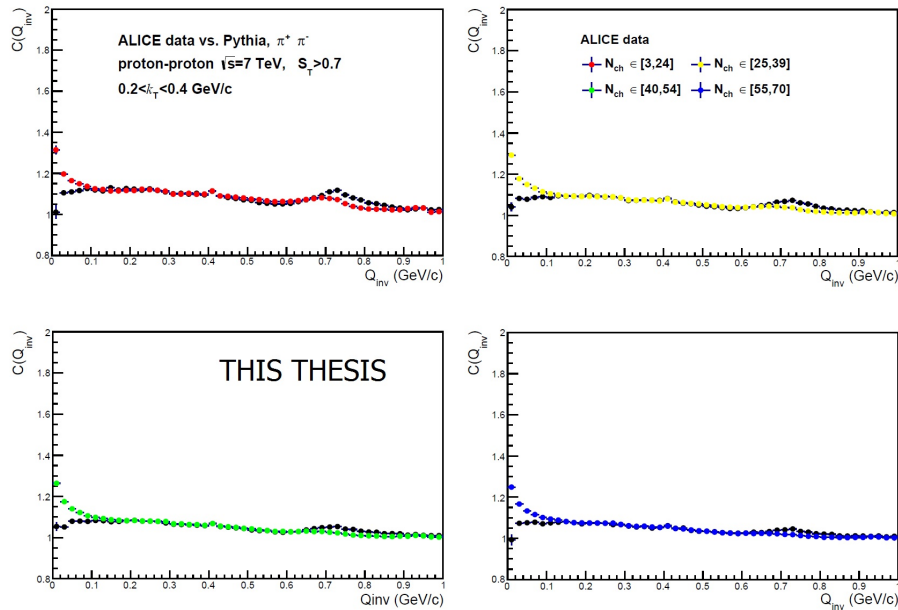 C(Q_inv)
2
1.8
1.6
1.4
1.2
1
0.8
ALICE data vs. Pythia, π⁺ π⁻
proton-proton √s=7 TeV, S_T>0.7
0.2<k_T<0.4 GeV/c
0 0.1 0.2 0.3 0.4 0.5 0.6 0.7 0.8 0.9 1
Q_inv (GeV/c)
C(Q_inv)
2
1.8
1.6
1.4
1.2
1
0.8
ALICE data
N_ch ∈ [3,24] N_ch ∈ [25,39]
N_ch ∈ [40,54] N_ch ∈ [55,70]
0 0.1 0.2 0.3 0.4 0.5 0.6 0.7 0.8 0.9 1
Q_inv (GeV/c)
C(Q_inv)
2
1.8
1.6
1.4
1.2
1
0.8
THIS THESIS
0 0.1 0.2 0.3 0.4 0.5 0.6 0.7 0.8 0.9 1
Qinv (GeV/c)
C(Q_inv)
2
1.8
1.6
1.4
1.2
1
0.8
0 0.1 0.2 0.3 0.4 0.5 0.6 0.7 0.8 0.9 1
Q_inv (GeV/c)